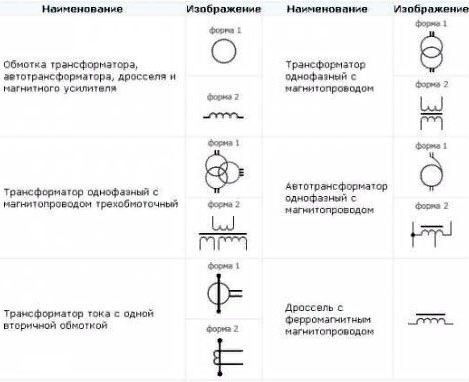 Наименование Изображение Наименование Изображение
Обмотка трансформатора,
автотрансформатора, дросселя и
магнитного усилителя
форма 1
форма 2
Трансформатор
однофазный с
магнитопроводом
форма 1
форма 2
Трансформатор однофазный с
магнитопроводом трехобмоточный
форма 1
форма 2
Автотрансформатор
однофазный с
магнитопроводом
форма 1
форма 2
Трансформатор тока с одной
вторичной обмоткой
форма 1
форма 2
Дроссель с
ферромагнитным
магнитопроводом